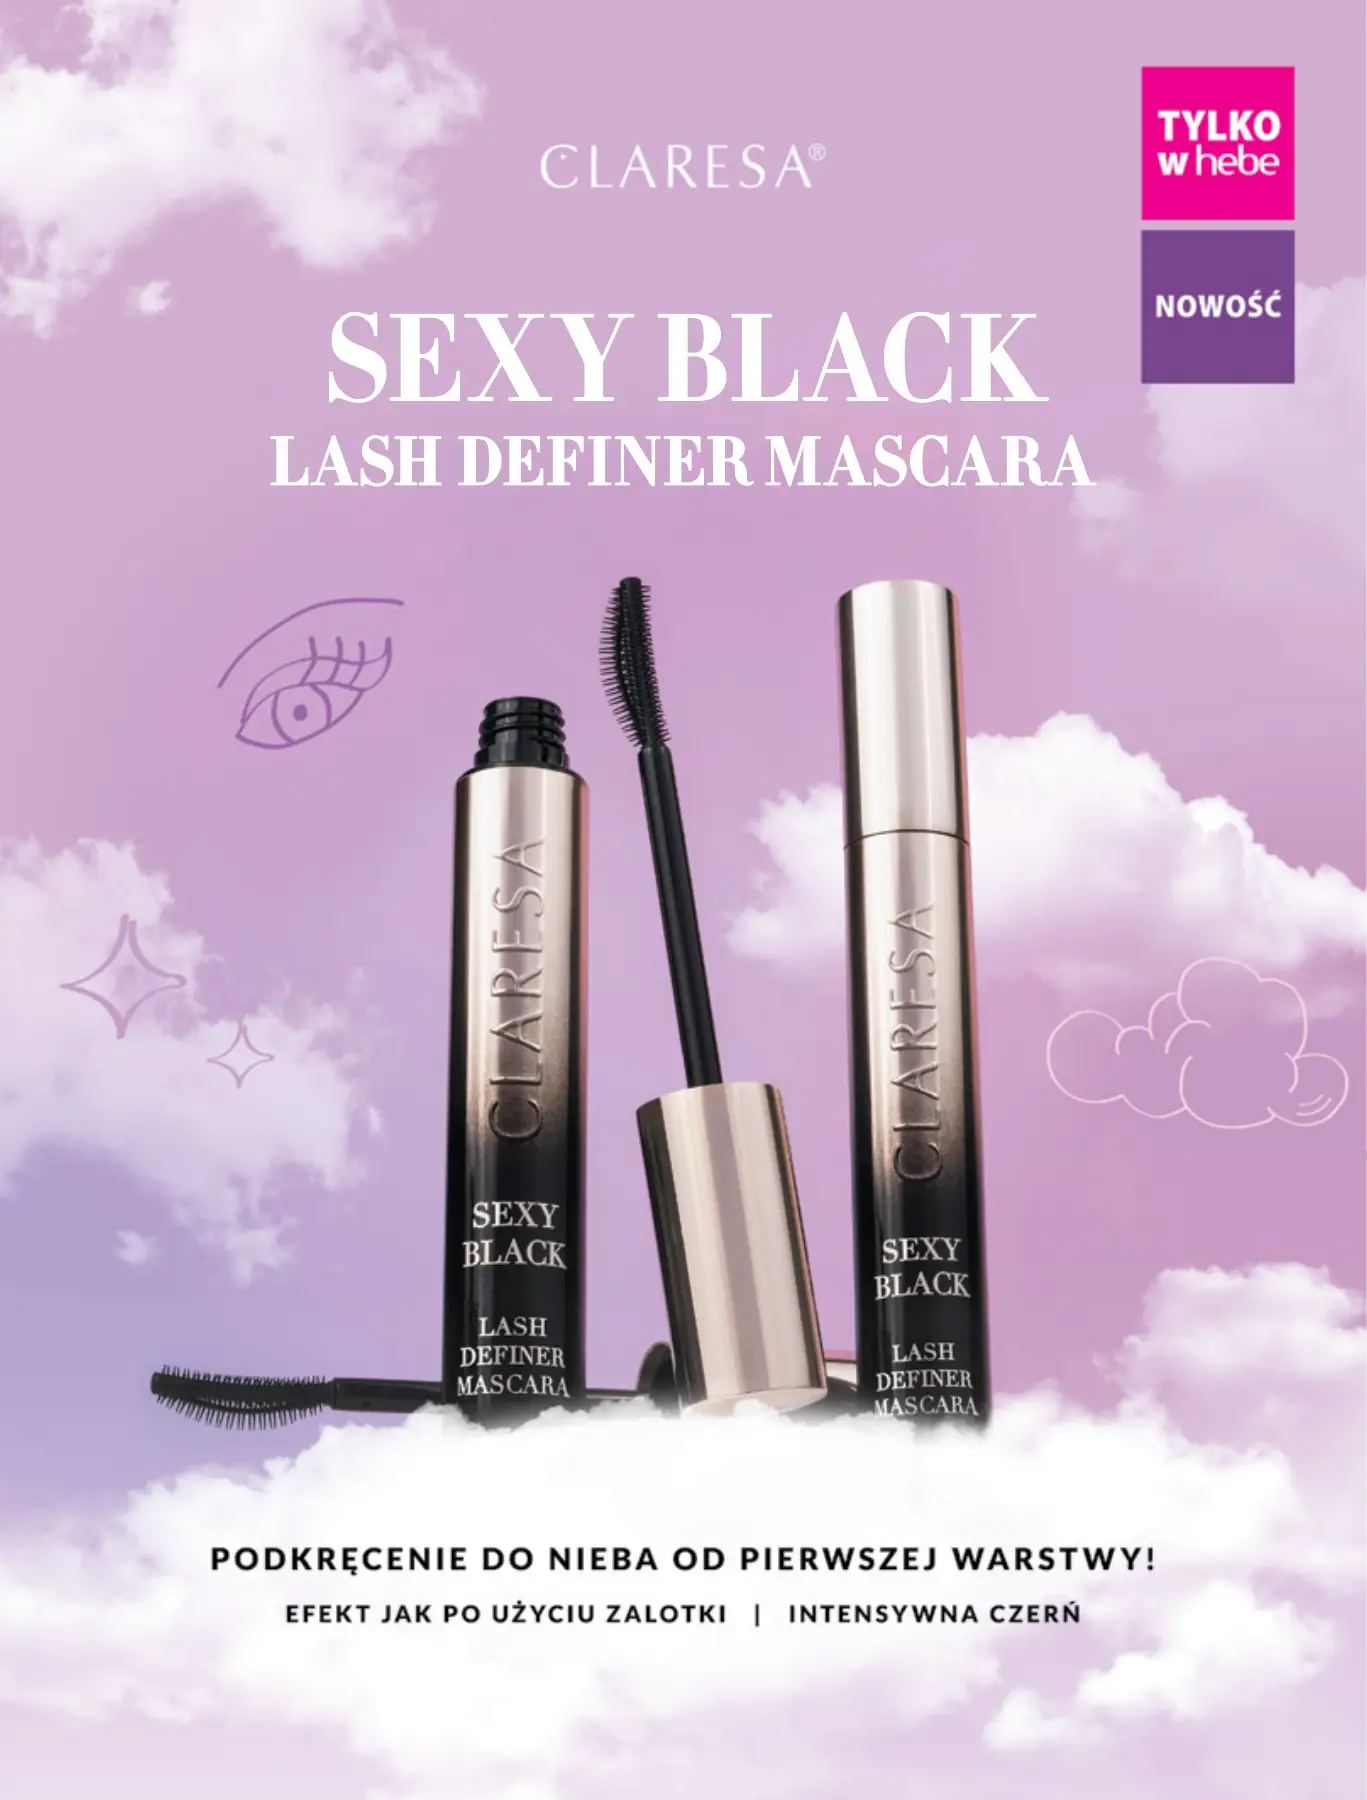 CLARESA®
TYLKO
w hebe
NOWOŚĆ
SEXY BLACK
LASH DEFINER MASCARA
CLARESA
SEXY
BLACK
LASH
DEFINER
MASCARA
CLARESA
SEXY
BLACK
LASH
DEFINER
MASCARA
PODKRĘCENIE DO NIEBA OD PIERWSZEJ WARSTWY!
EFEKT JAK PO UŻYCIU ZALOTKI | INTENSYWNA CZERŃ